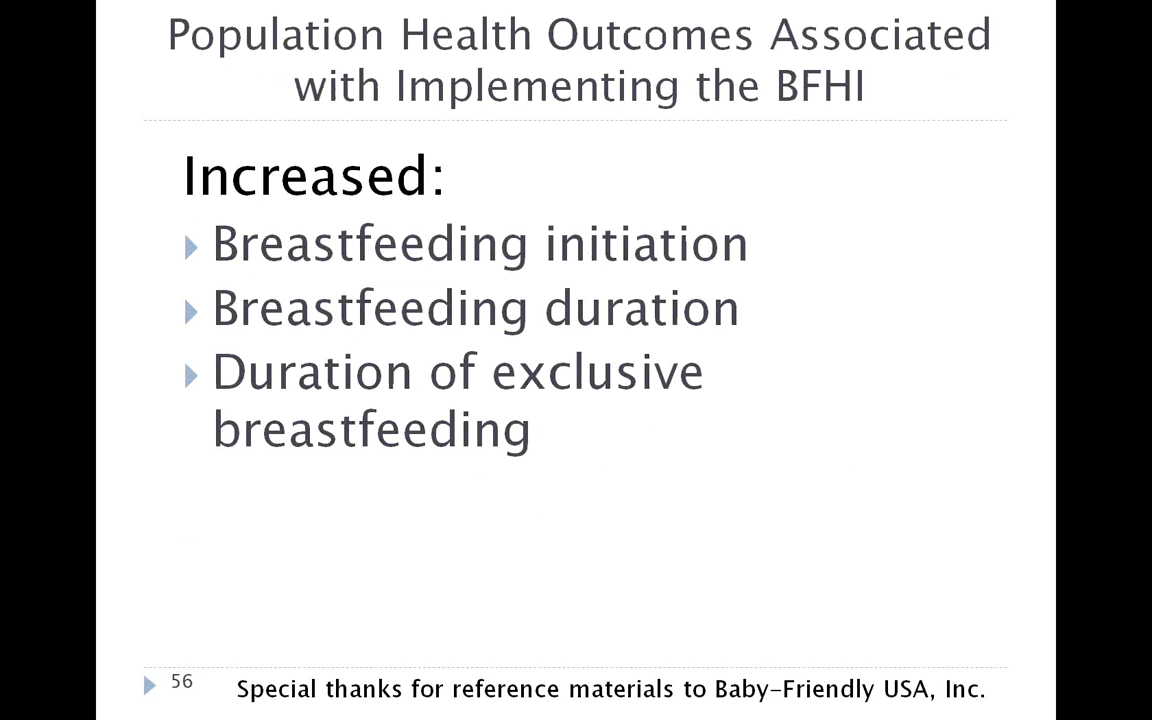 Population Health Outcomes Associated
with Implementing the BFHI
Increased:
Breastfeeding initiation
Breastfeeding duration
Duration of exclusive
breastfeeding
56
Special thanks for reference materials to Baby-Friendly USA, Inc.